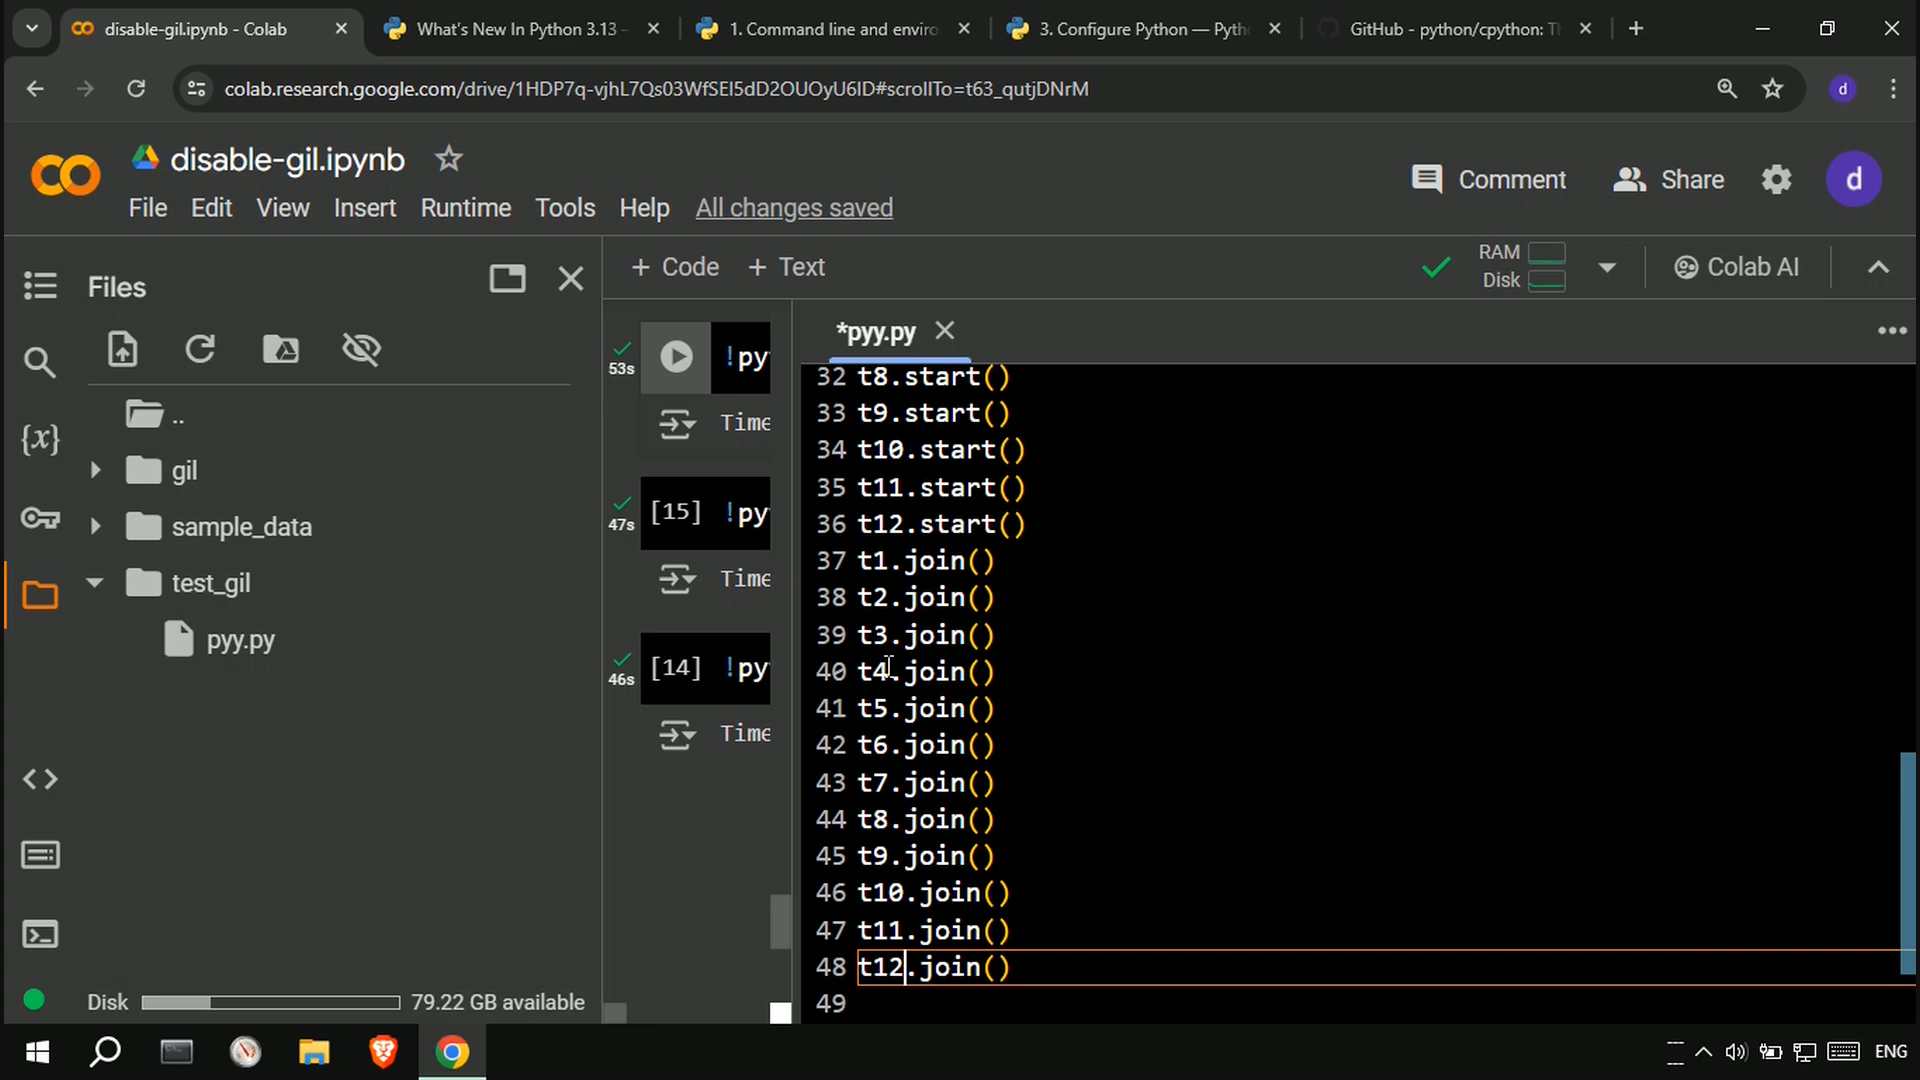 disable-gil.ipynb - Colab
What's New In Python 3.13 -
1. Command line and enviro
3. Configure Python — Pyth
GitHub - python/cpython: Th
colab.research.google.com/drive/1HDP7q-vjhL7Qs03WfSEI5dD2OUOyU6ID#scrollTo=t63_qutjDNrM
d
disable-gil.ipynb
Comment
Share
d
File Edit View Insert Runtime Tools Help All changes saved
Files
+ Code + Text
RAM
Disk
Colab AI
*pyy.py
..
gil
sample_data
test_gil
pyy.py
{x}
Disk 79.22 GB available
53s
!py
Time
47s
[15] !py
Time
46s
[14] !py
Time
32 t8.start()
33 t9.start()
34 t10.start()
35 t11.start()
36 t12.start()
37 t1.join()
38 t2.join()
39 t3.join()
40 t4.join()
41 t5.join()
42 t6.join()
43 t7.join()
44 t8.join()
45 t9.join()
46 t10.join()
47 t11.join()
48 t12.join()
49
ENG